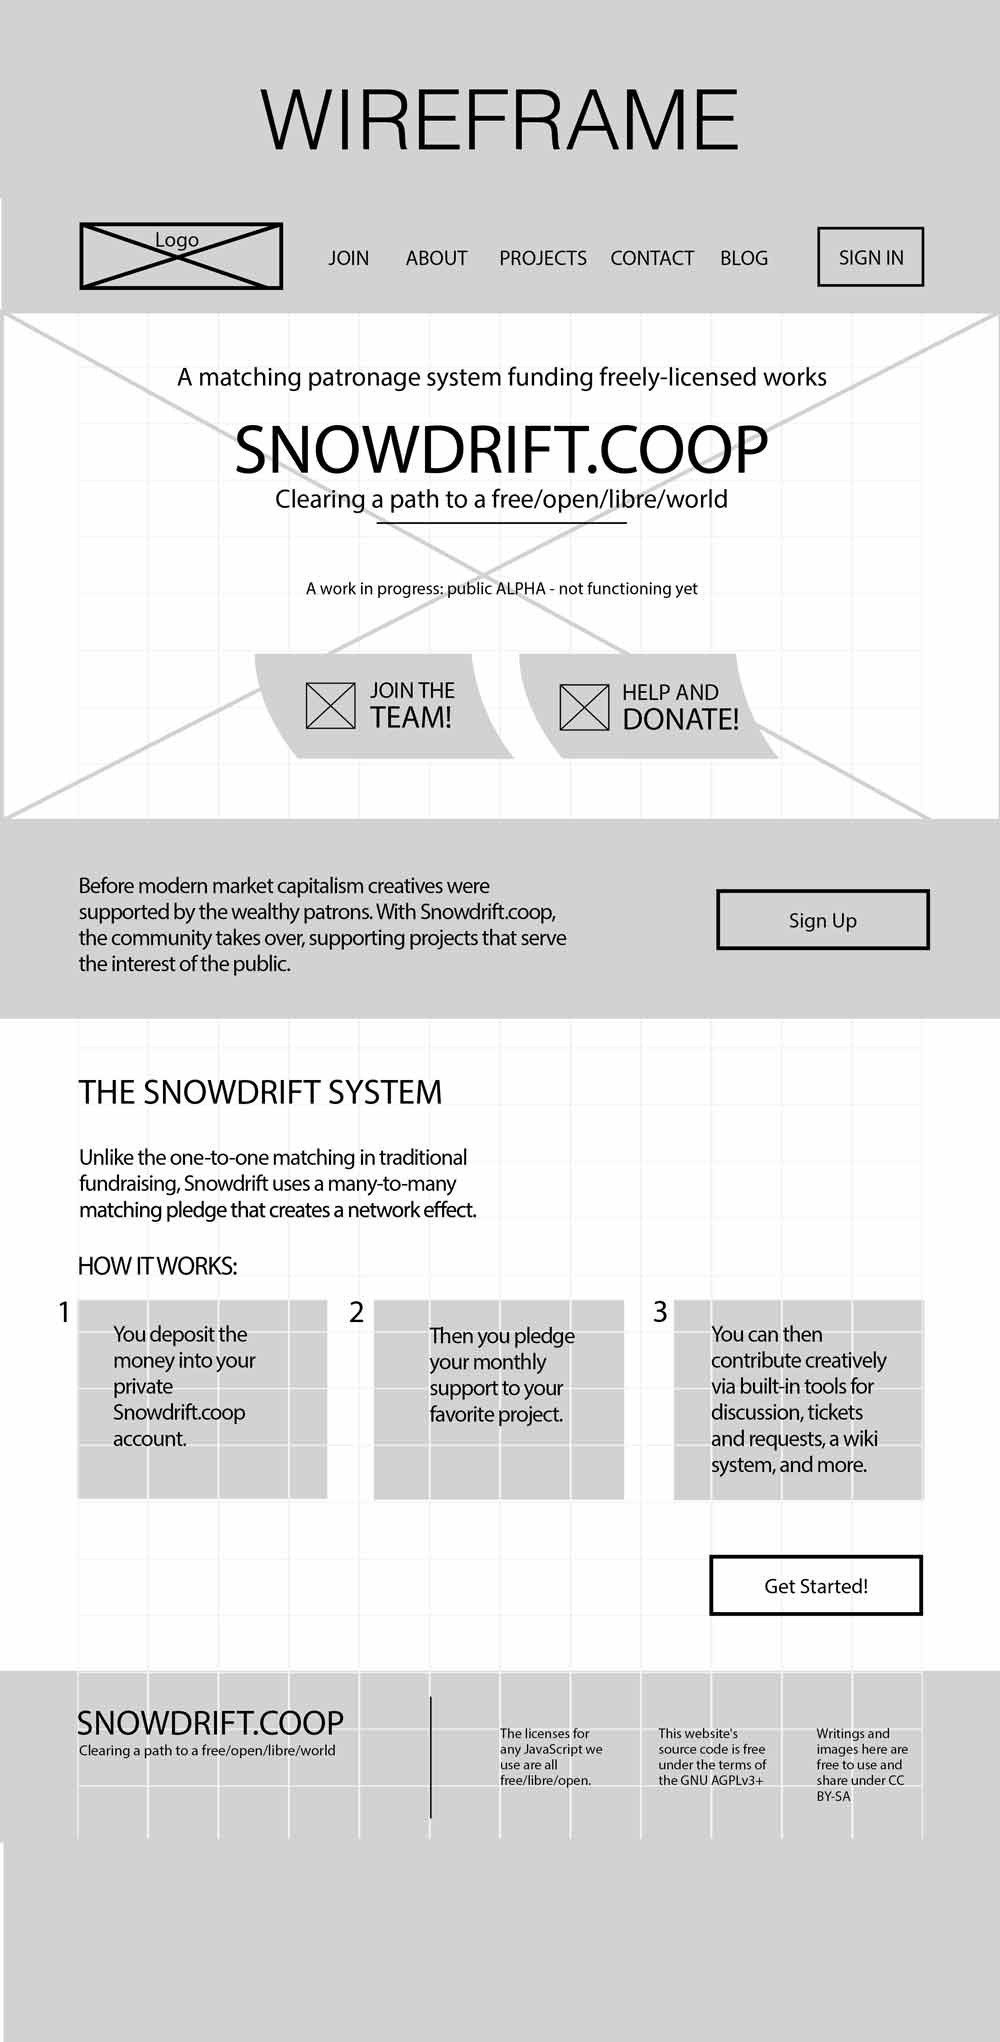 WIREFRAME
Logo
JOIN ABOUT PROJECTS CONTACT BLOG SIGN IN
A matching patronage system funding freely-licensed works
SNOWDRIFT.COOP
Clearing a path to a free/open/libre/world
A work in progress: public ALPHA - not functioning yet
JOIN THE
TEAM!
HELP AND
DONATE!
Before modern market capitalism creatives were
supported by the wealthy patrons. With Snowdrift.coop,
the community takes over, supporting projects that serve
the interest of the public.
Sign Up
THE SNOWDRIFT SYSTEM
Unlike the one-to-one matching in traditional
fundraising, Snowdrift uses a many-to-many
matching pledge that creates a network effect.
HOW IT WORKS:
1
You deposit the
money into your
private
Snowdrift.coop
account.
2
Then you pledge
your monthly
support to your
favorite project.
3
You can then
contribute creatively
via built-in tools for
discussion, tickets
and requests, a wiki
system, and more.
Get Started!
SNOWDRIFT.COOP
Clearing a path to a free/open/libre/world
The licenses for
any JavaScript we
use are all
free/libre/open.
This website's
source code is free
under the terms of
the GNU AGPLv3+
Writings and
images here are
free to use and
share under CC
BY-SA